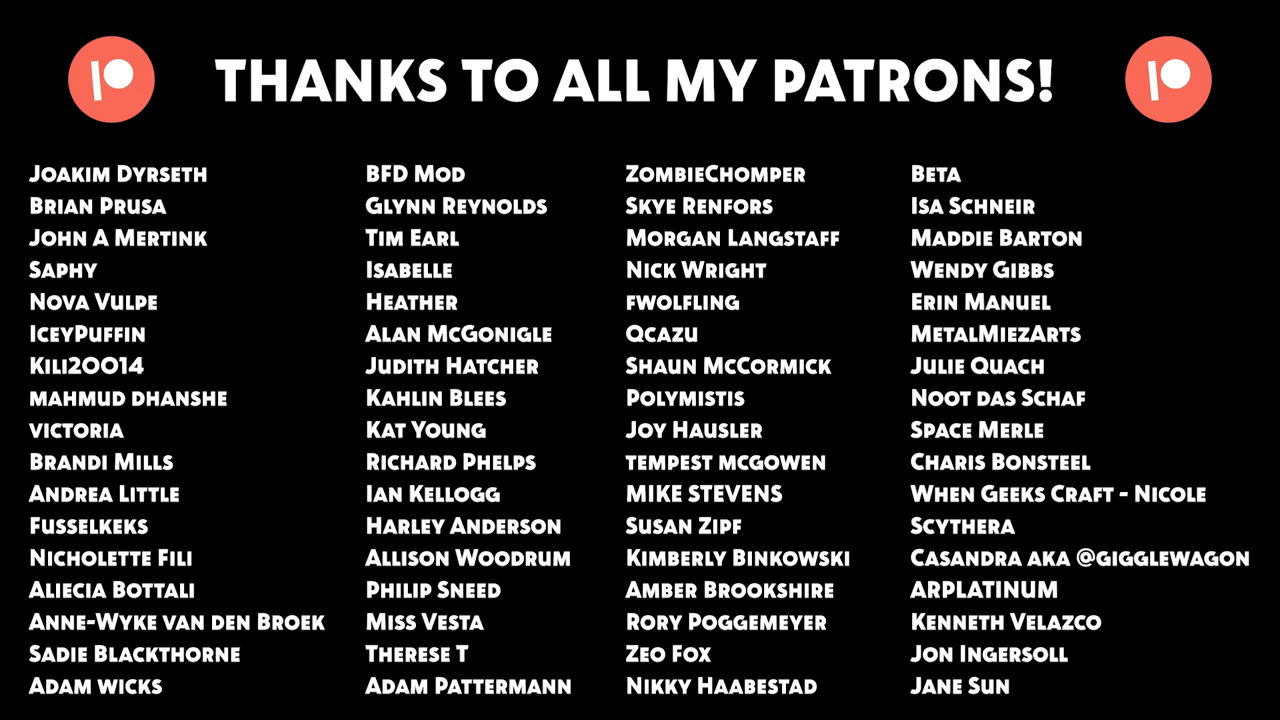 THANKS TO ALL MY PATRONS!
Joakim Dyrseth
Brian Prusa
John A Mertink
Saphy
Nova Vulpe
IceyPuffin
Kili20014
mahmud dhanshe
victoria
Brandi Mills
Andrea Little
Fusselkeks
Nicholette Fili
Aliecia Bottali
Anne-Wyke van den Broek
Sadie Blackthorne
Adam wicks
BFD Mod
Glynn Reynolds
Tim Earl
Isabelle
Heather
Alan McGonigle
Judith Hatcher
Kahlin Blees
Kat Young
Richard Phelps
Ian Kellogg
Harley Anderson
Allison Woodrum
Philip Sneed
Miss Vesta
Therese T
Adam Pattermann
ZombieChomper
Skye Renfors
Morgan Langstaff
Nick Wright
fwolfling
Qcazu
Shaun McCormick
Polymistis
Joy Hausler
tempest mcgowen
MIKE STEVENS
Susan Zipf
Kimberly Binkowski
Amber Brookshire
Rory Poggemeyer
Zeo Fox
Nikky Haabestad
Beta
Isa Schneir
Maddie Barton
Wendy Gibbs
Erin Manuel
MetalMiezArts
Julie Quach
Noot das Schaf
Space Merle
Charis Bonsteel
When Geeks Craft - Nicole
Scythera
Casandra aka @gigglewagon
ARPLATINUM
Kenneth Velazco
Jon Ingersoll
Jane Sun